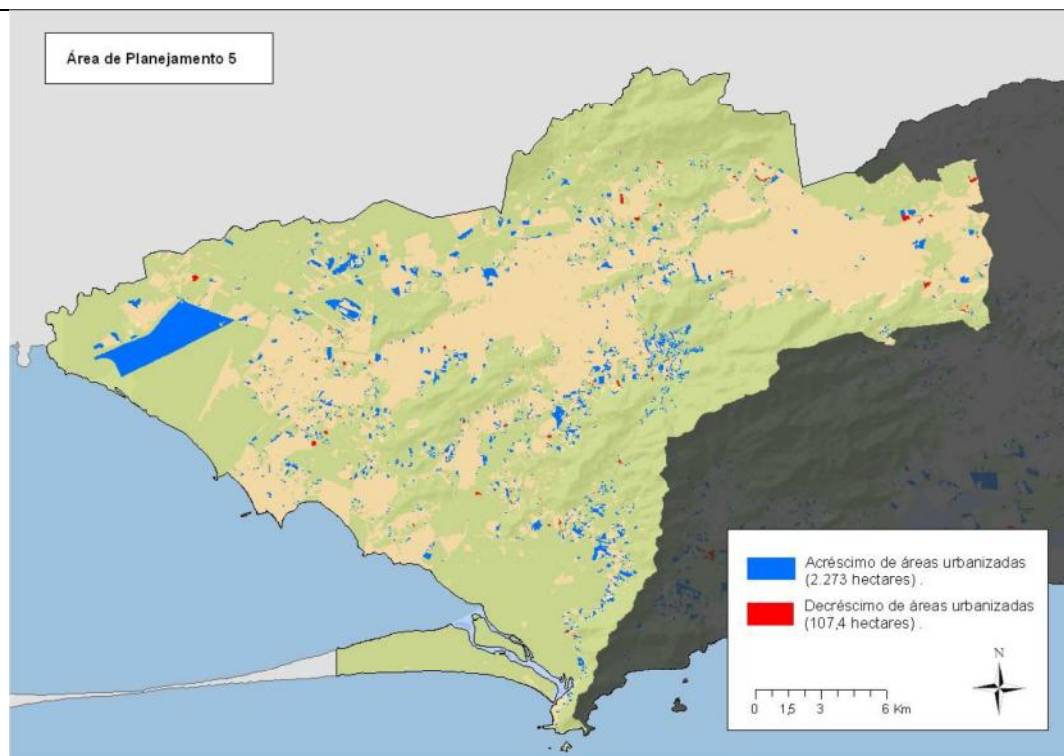 Área de Planejamento 5
Acréscimo de áreas urbanizadas
(2.273 hectares) .
Decréscimo de áreas urbanizadas
(107,4 hectares) .
N
0 1,5 3 6 Km